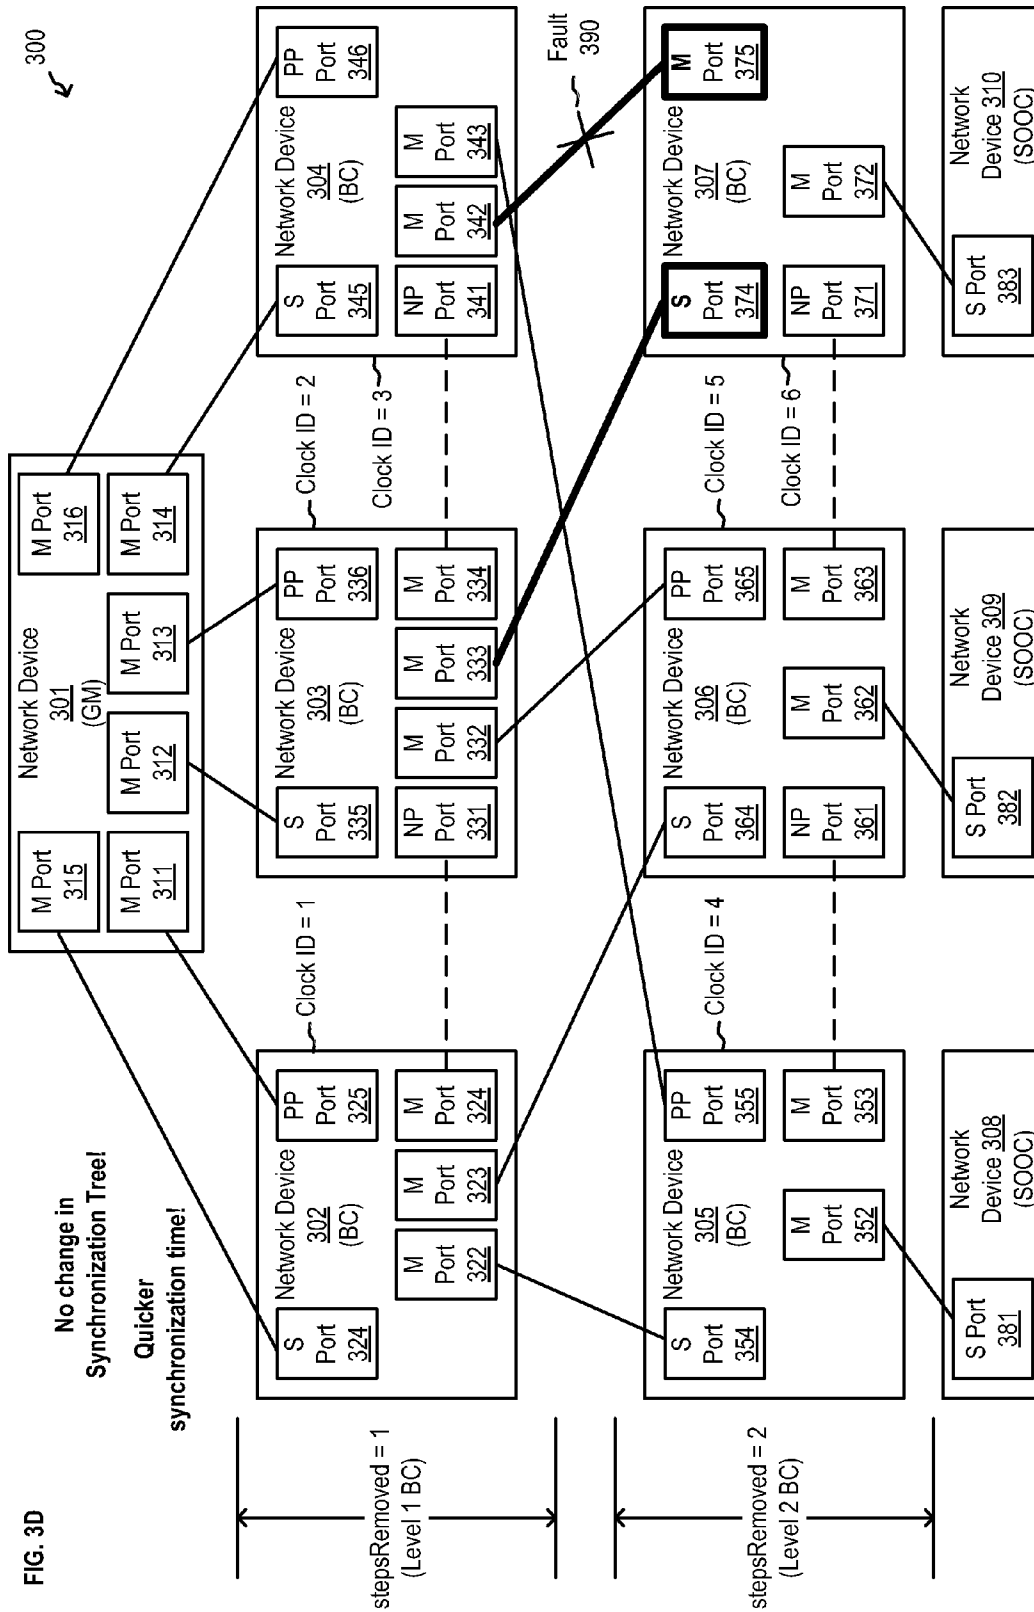 FIG. 3D
300
No change in
Synchronization Tree!
Quicker
synchronization time!
Network Device
301
(GM)
M Port
315
M Port
311
M Port
312
M Port
313
M Port
316
M Port
314
stepsRemoved = 1
(Level 1 BC)
Network Device
302
(BC)
S
Port
324
PP
Port
325
M
Port
322
M
Port
323
M
Port
324
Clock ID = 1
Network Device
303
(BC)
S
Port
335
PP
Port
336
NP
Port
331
M
Port
332
M
Port
333
M
Port
334
Clock ID = 2
Network Device
304
(BC)
S
Port
345
PP
Port
346
NP
Port
341
M
Port
342
M
Port
343
Clock ID = 3
Fault
390
stepsRemoved = 2
(Level 2 BC)
Network Device
305
(BC)
S
Port
354
PP
Port
355
M
Port
352
M
Port
353
Clock ID = 4
Network Device
306
(BC)
S
Port
364
PP
Port
365
NP
Port
361
M
Port
362
M
Port
363
Clock ID = 5
Network Device
307
(BC)
S
Port
374
M
Port
375
NP
Port
371
M
Port
372
Clock ID = 6
S Port
381
Network
Device 308
(SOOC)
S Port
382
Network
Device 309
(SOOC)
S Port
383
Network
Device 310
(SOOC)